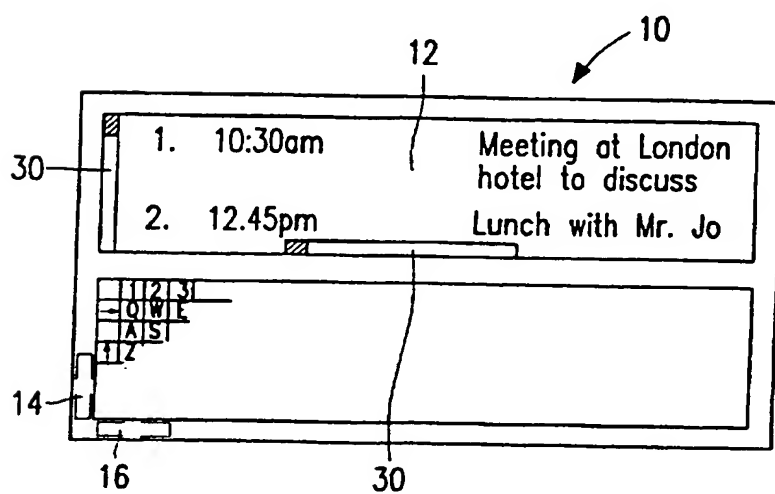 10
12
1. 10:30am Meeting at London
hotel to discuss
30
2. 12.45pm Lunch with Mr. Jo
1 2 3
Q W E
A S
Z
14
16
30